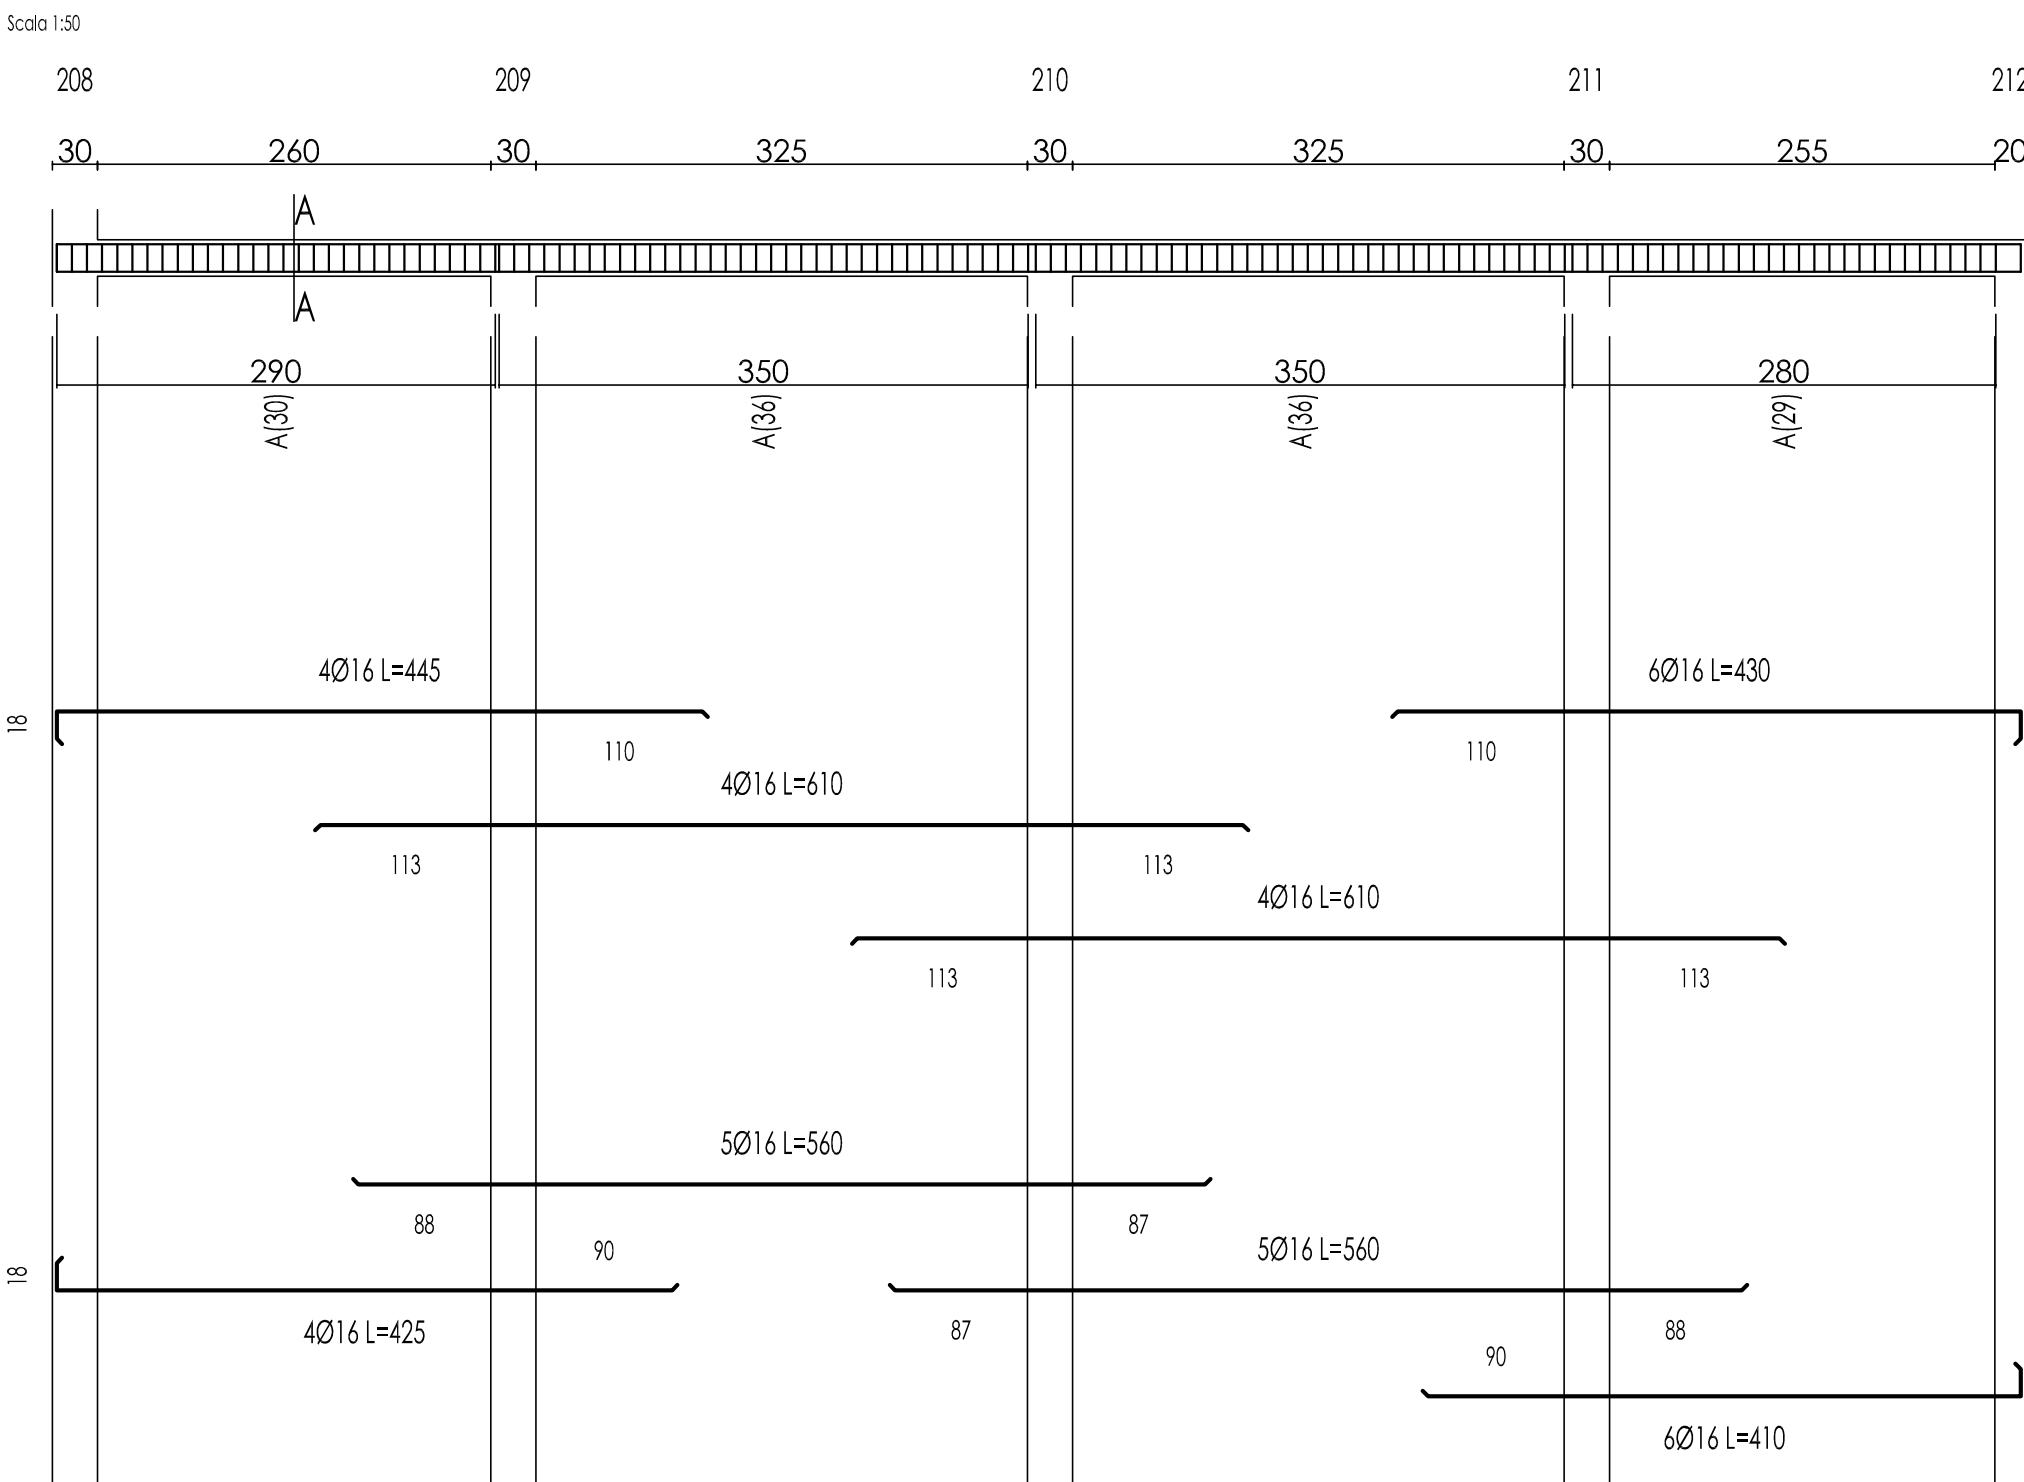 Scala 1:50
208 209 210 211 212
30 260 30 325 30 325 30 255 20
A
A
290 350 350 280
A(30) A(36) A(36) A(29)
4Ø16 L=445 6Ø16 L=430
18
110 110
4Ø16 L=610
113 113
4Ø16 L=610
113 113
5Ø16 L=560
88 87
90 5Ø16 L=560
18
4Ø16 L=425 87 88
90
6Ø16 L=410